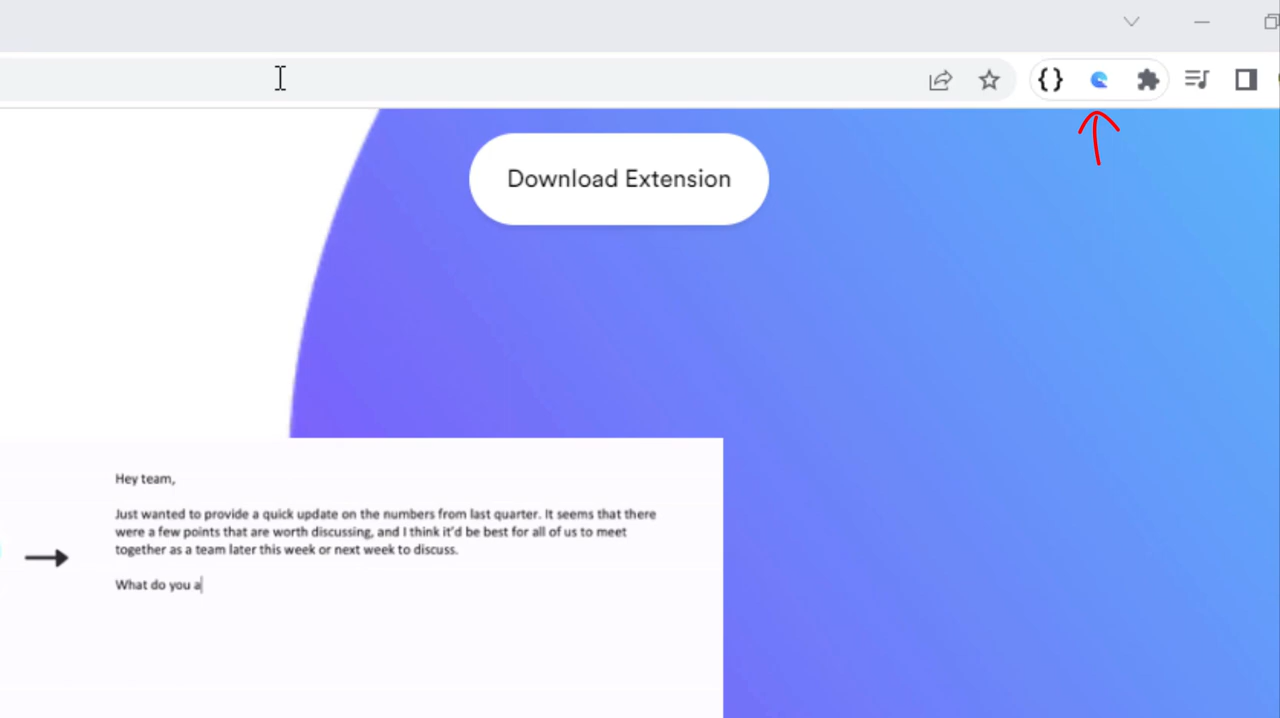 Download Extension
Hey team,
Just wanted to provide a quick update on the numbers from last quarter. It seems that there
were a few points that are worth discussing, and I think it'd be best for all of us to meet
together as a team later this week or next week to discuss.
What do you a